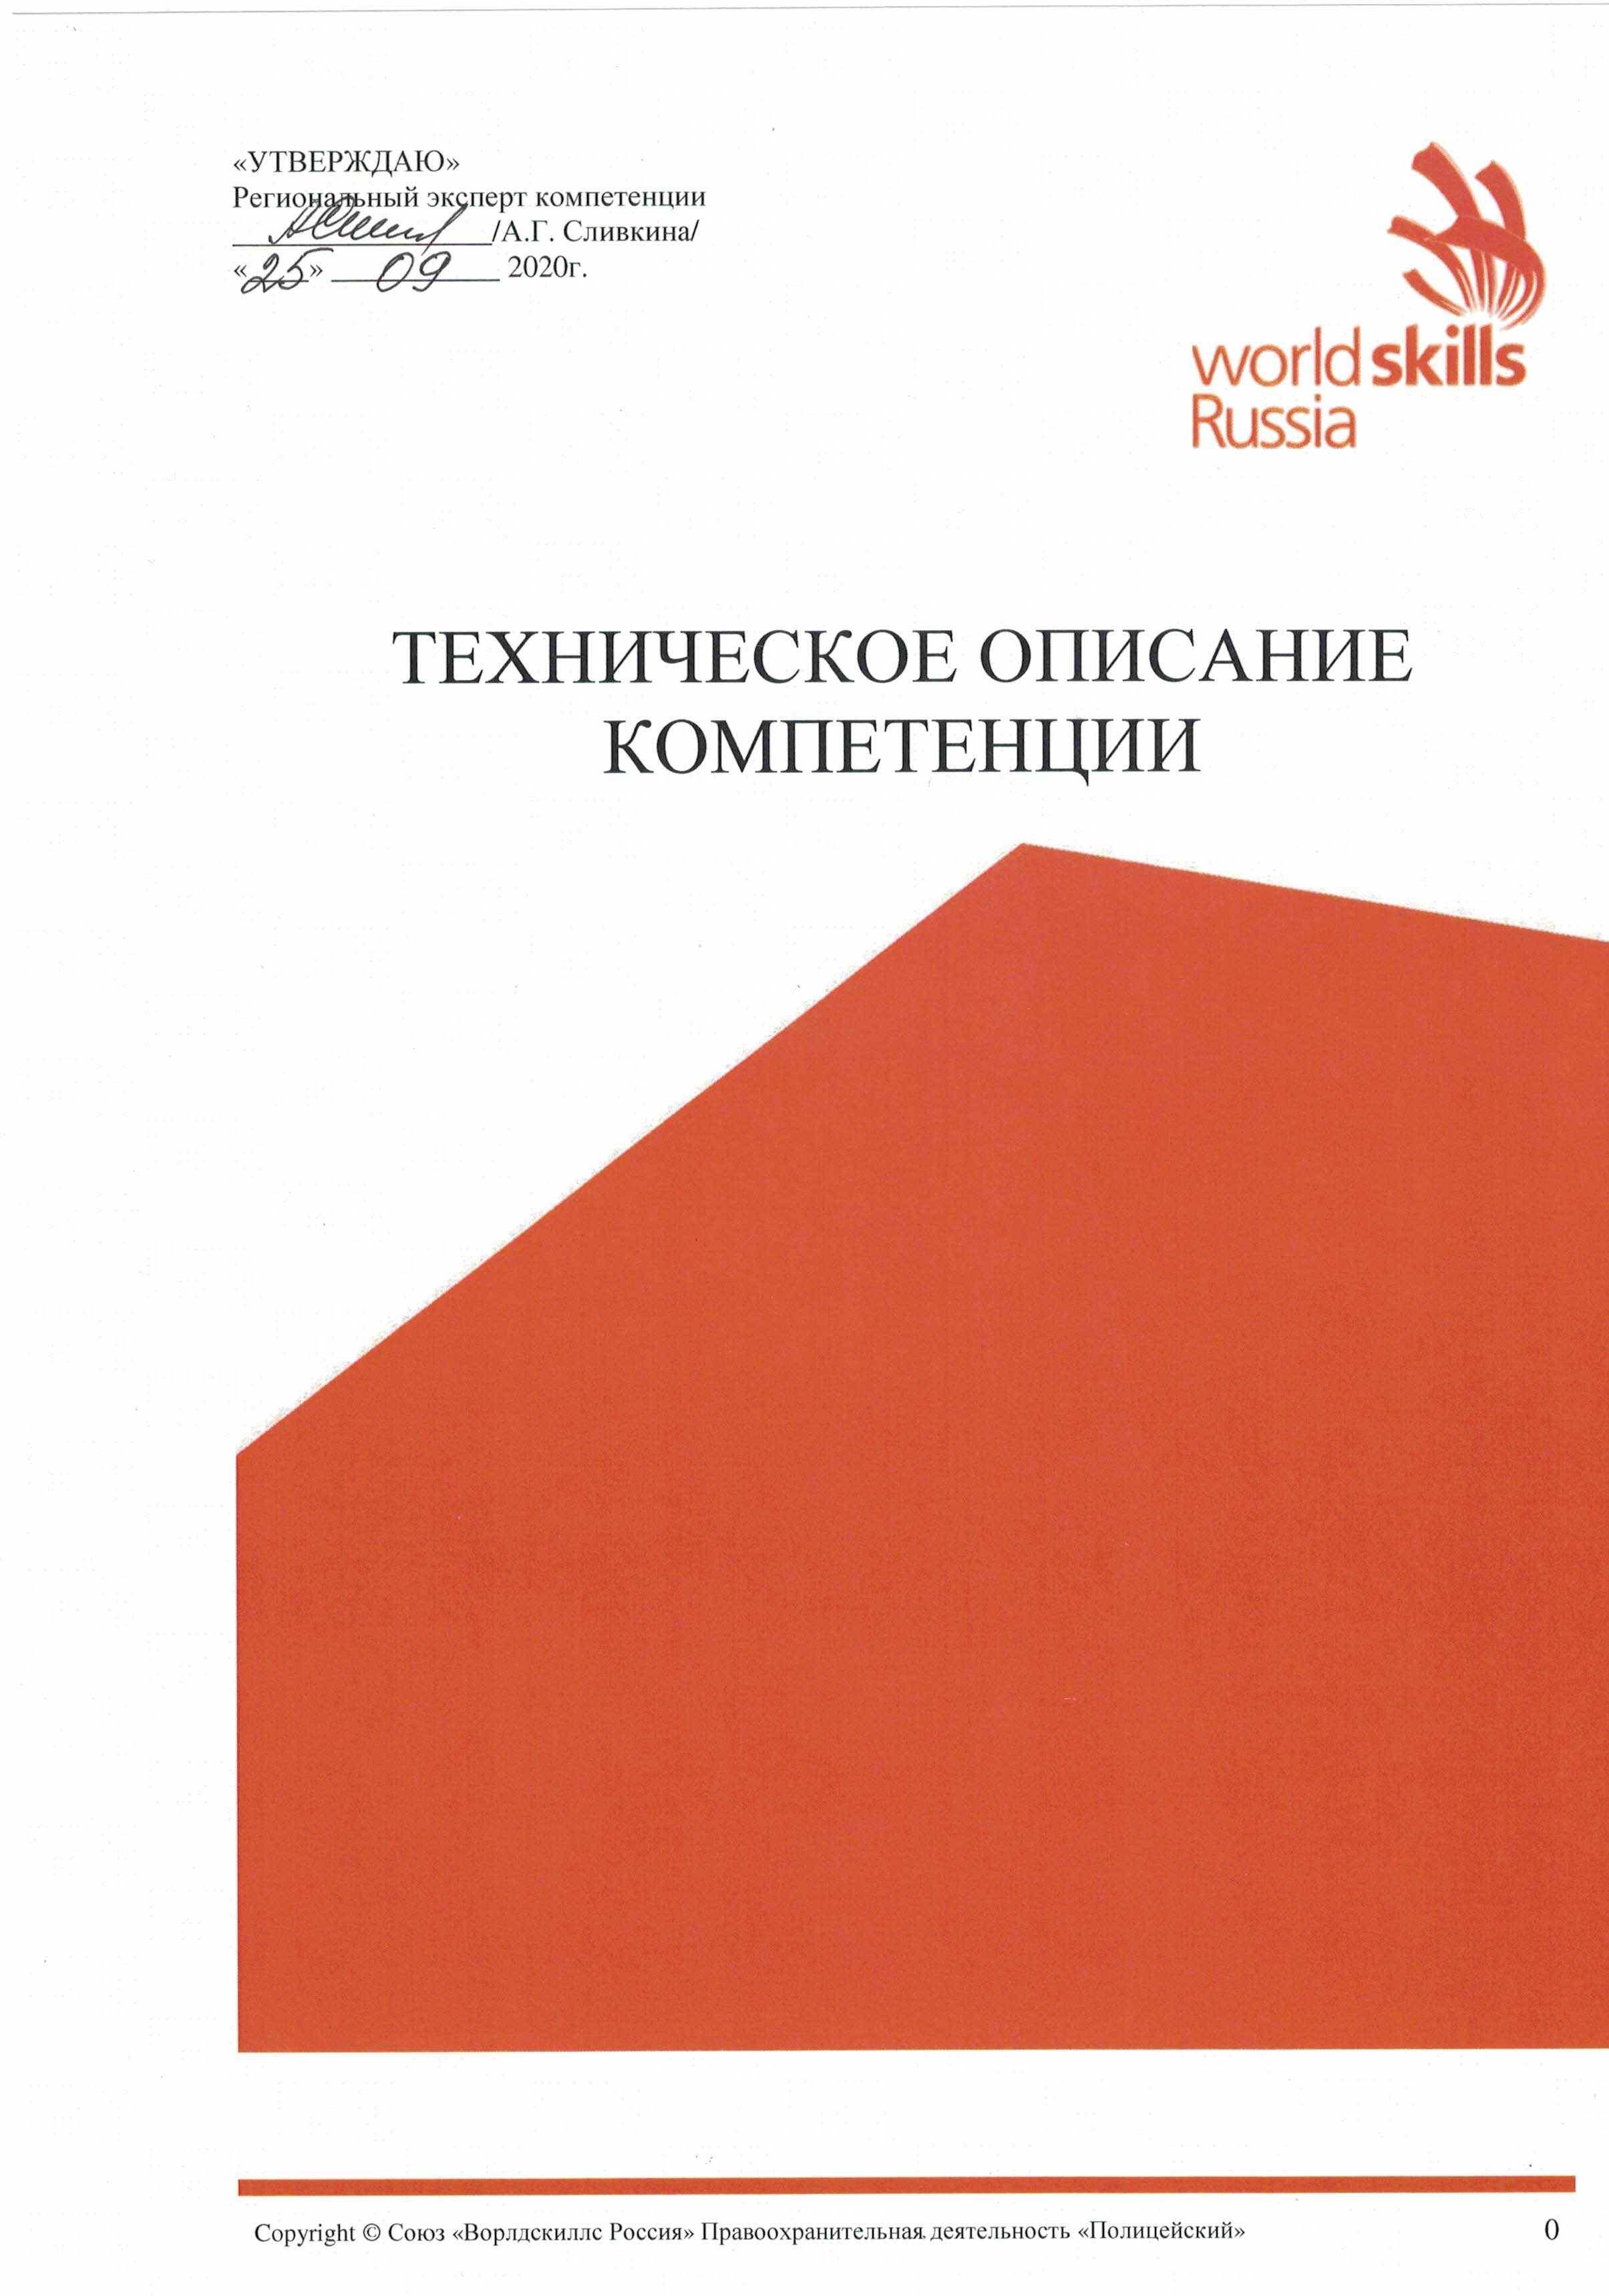 «УТВЕРЖДАЮ»
Региональный эксперт компетенции
/А.Г. Сливкина/
«25» 09 2020г.
world skills
Russia
ТЕХНИЧЕСКОЕ ОПИСАНИЕ
КОМПЕТЕНЦИИ
Copyright © Союз «Ворлдскиллс Россия» Правоохранительная деятельность «Полицейский» 0